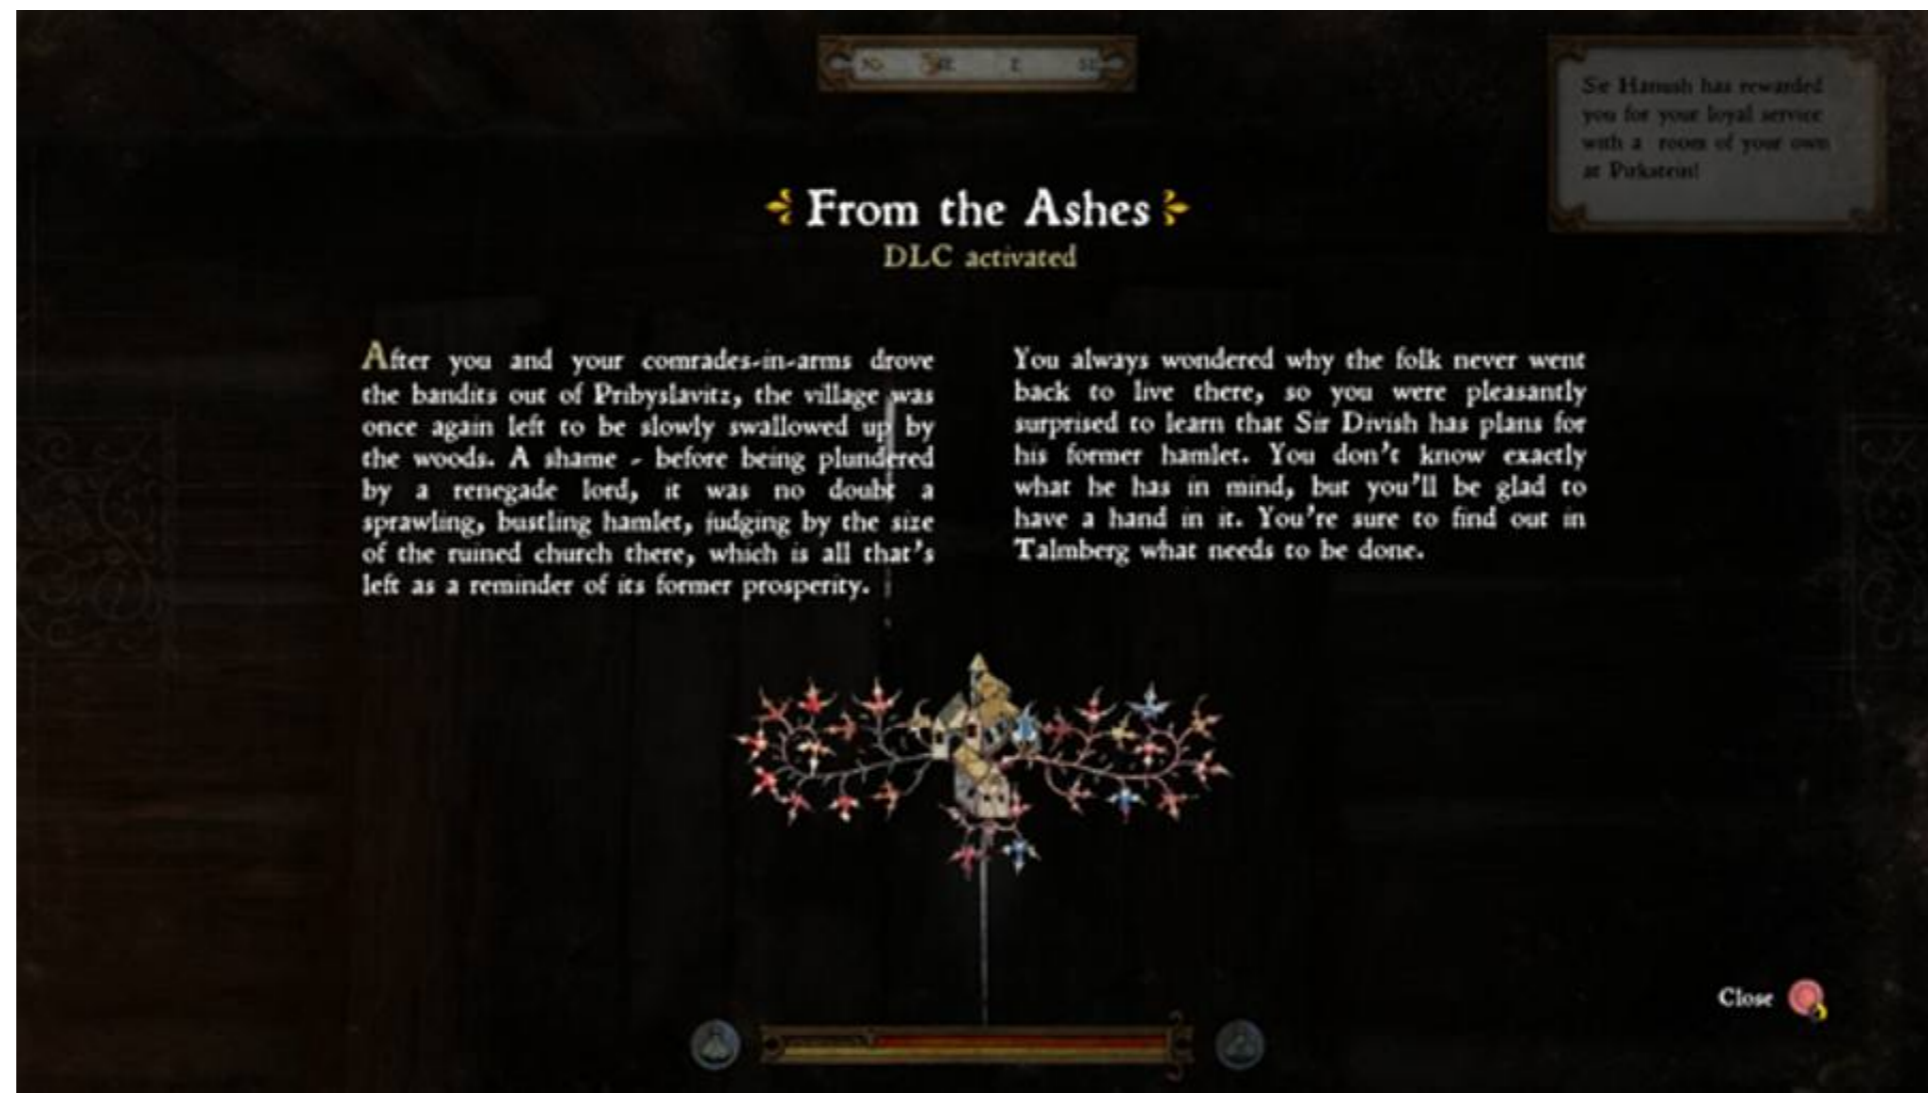 NE E SE
Sir Hanush has rewarded
you for your loyal service
with a room of your own
at Pirkstein!
From the Ashes
DLC activated
After you and your comrades-in-arms drove
the bandits out of Pribyslavitz, the village was
once again left to be slowly swallowed up by
the woods. A shame - before being plundered
by a renegade lord, it was no doubt a
sprawling, bustling hamlet, judging by the size
of the ruined church there, which is all that's
left as a reminder of its former prosperity.
You always wondered why the folk never went
back to live there, so you were pleasantly
surprised to learn that Sir Divish has plans for
his former hamlet. You don't know exactly
what he has in mind, but you'll be glad to
have a hand in it. You're sure to find out in
Talmberg what needs to be done.
Close